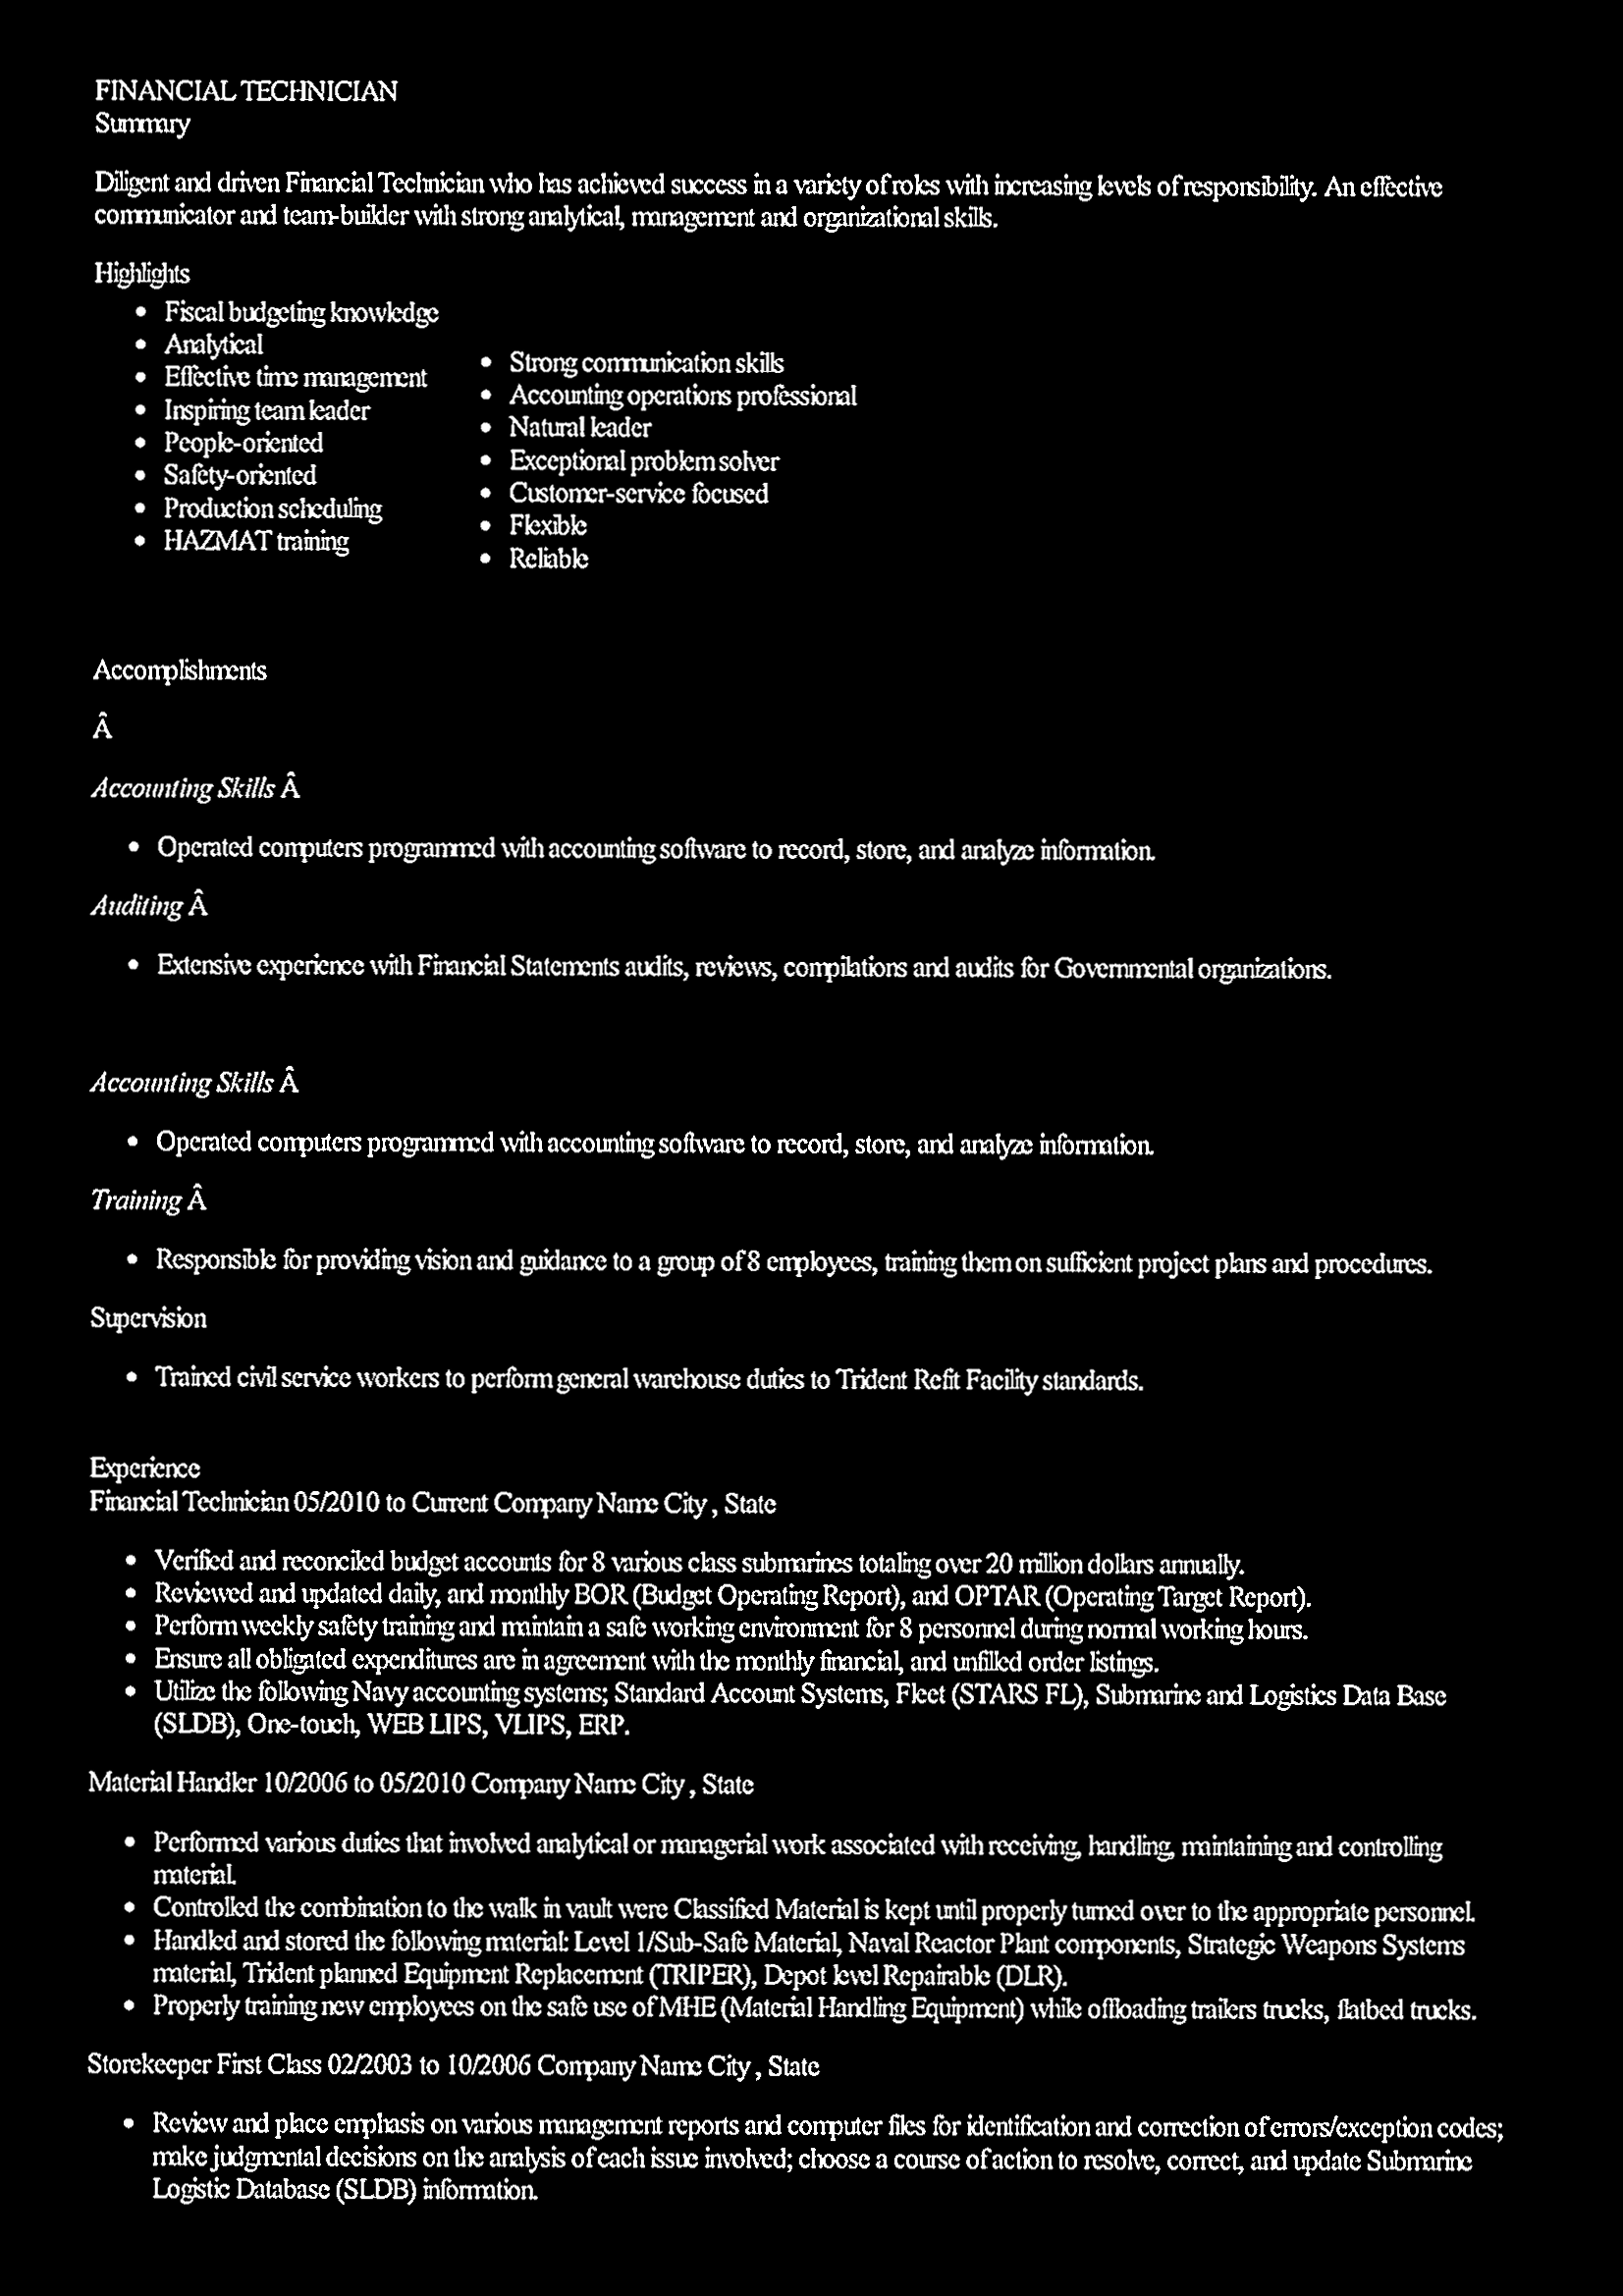 FINANCIAL TECHNICIAN
Summary
Diligent and driven Financial Technician who has achieved success in a variety of roles with increasing levels of responsibility. An effective
communicator and team-builder with strong analytical, management and organizational skills.
Highlights
• Fiscal budgeting knowledge
• Analytical
• Effective time management
• Inspiring team leader
• People-oriented
• Safety-oriented
• Production scheduling
• HAZMAT training
• Strong communication skills
• Accounting operations professional
• Natural leader
• Exceptional problem solver
• Customer-service focused
• Flexible
• Reliable
Accomplishments
Â
Accounting Skills Â
• Operated computers programmed with accounting software to record, store, and analyze information.
Auditing Â
• Extensive experience with Financial Statements audits, reviews, compilations and audits for Governmental organizations.
Accounting Skills Â
• Operated computers programmed with accounting software to record, store, and analyze information.
Training Â
• Responsible for providing vision and guidance to a group of 8 employees, training them on sufficient project plans and procedures.
Supervision
• Trained civil service workers to perform general warehouse duties to Trident Refit Facility standards.
Experience
Financial Technician 05/2010 to Current Company Name City , State
• Verified and reconciled budget accounts for 8 various class submarines totaling over 20 million dollars annually.
• Reviewed and updated daily, and monthly BOR (Budget Operating Report), and OPTAR (Operating Target Report).
• Perform weekly safety training and maintain a safe working environment for 8 personnel during normal working hours.
• Ensure all obligated expenditures are in agreement with the monthly financial, and unfilled order listings.
• Utilize the following Navy accounting systems; Standard Account Systems, Fleet (STARS FL), Submarine and Logistics Data Base
(SLDB), One-touch, WEB LIPS, VLIPS, ERP.
Material Handler 10/2006 to 05/2010 Company Name City , State
• Performed various duties that involved analytical or managerial work associated with receiving, handling, maintaining and controlling
material.
• Controlled the combination to the walk in vault were Classified Material is kept until properly turned over to the appropriate personnel.
• Handled and stored the following material: Level 1/Sub-Safe Material, Naval Reactor Plant components, Strategic Weapons Systems
material, Trident planned Equipment Replacement (TRIPER), Depot level Repairable (DLR).
• Properly training new employees on the safe use of MHE (Material Handling Equipment) while offloading trailers trucks, flatbed trucks.
Storekeeper First Class 02/2003 to 10/2006 Company Name City , State
• Review and place emphasis on various management reports and computer files for identification and correction of errors/exception codes;
make judgmental decisions on the analysis of each issue involved; choose a course of action to resolve, correct, and update Submarine
Logistic Database (SLDB) information.